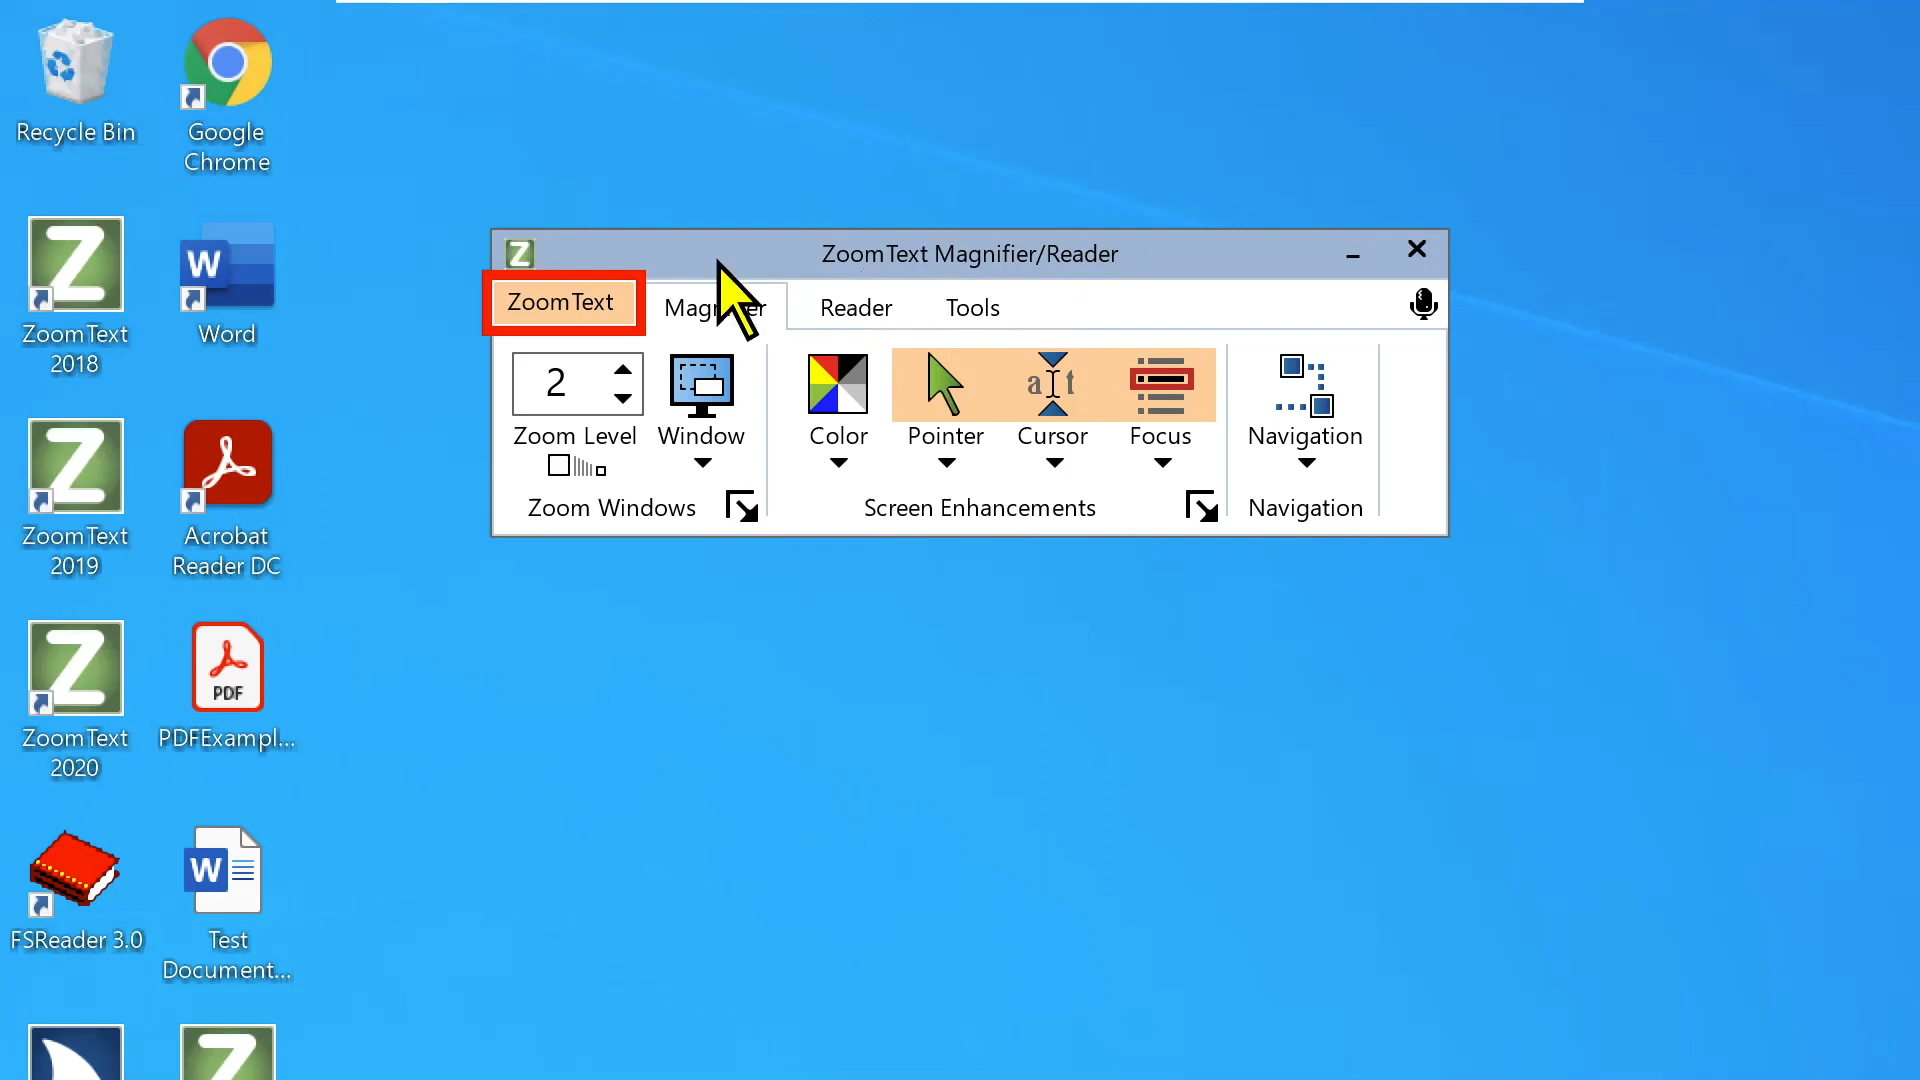 Recycle Bin
Google
Chrome
ZoomText
2018
Word
ZoomText
2019
Acrobat
Reader DC
ZoomText
2020
PDF
PDFExampl...
FSReader 3.0
Test
Document...
ZoomText Magnifier/Reader
ZoomText
Reader
Tools
2
Zoom Level
Window
Color
Pointer
Cursor
Focus
Navigation
Zoom Windows
Screen Enhancements
Navigation